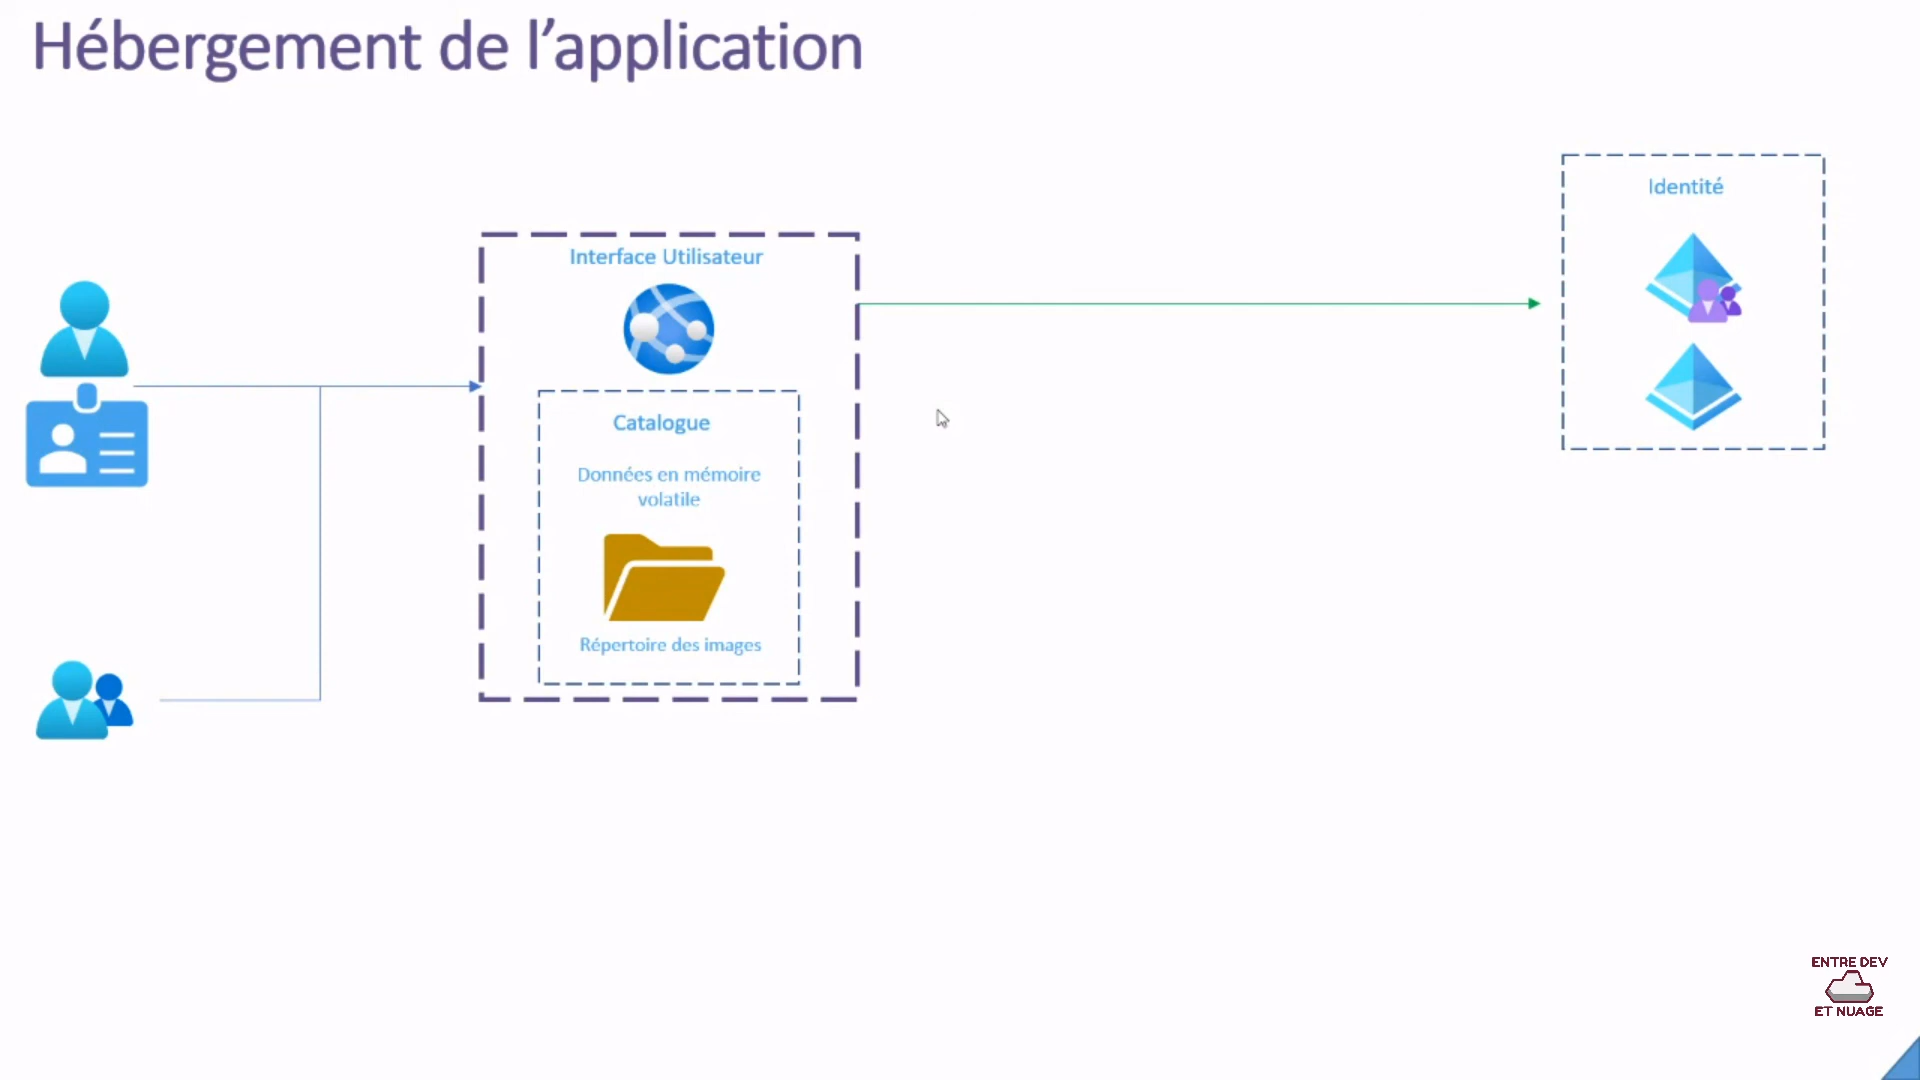 Hébergement de l’application
Identité
Interface Utilisateur
Catalogue
Données en mémoire
volatile
Répertoire des images
ENTRE DEV
ET NUAGE